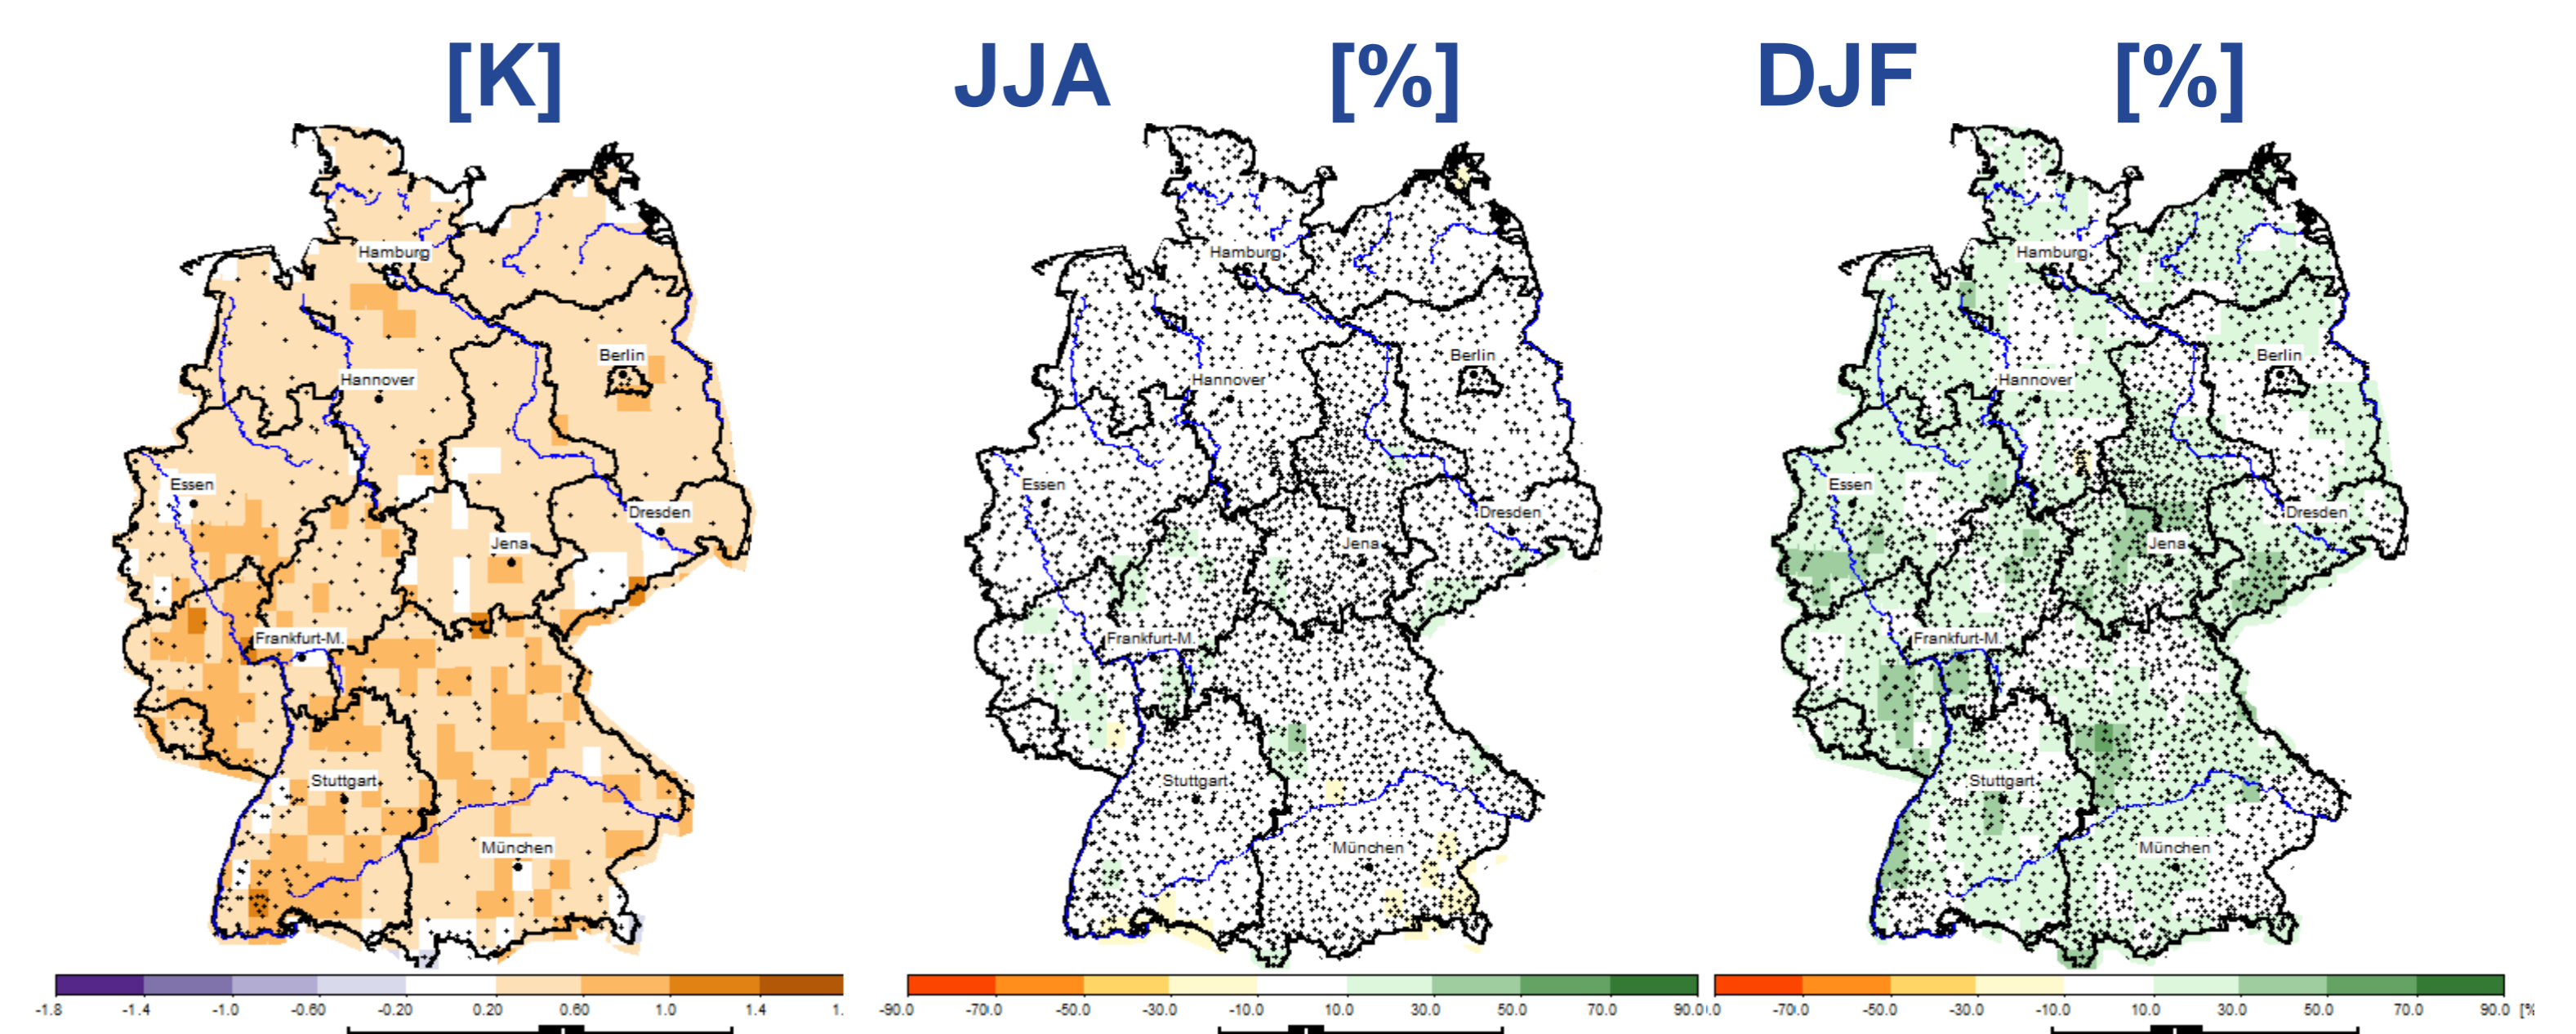 [K]
JJA [%]
DJF [%]
Hamburg
Berlin
Hannover
Essen
Dresden
Jena
Frankfurt-M.
Stuttgart
München
Hamburg
Berlin
Hannover
Essen
Dresden
Jena
Frankfurt-M.
Stuttgart
München
Hamburg
Berlin
Hannover
Essen
Dresden
Jena
Frankfurt-M.
Stuttgart
München
-1.8 -1.4 -1.0 -0.60 -0.20 0.20 0.60 1.0 1.4 1.
-90.0 -70.0 -50.0 -30.0 -10.0 10.0 30.0 50.0 70.0 90.0
-70.0 -50.0 -30.0 -10.0 10.0 30.0 50.0 70.0 90.0 [%